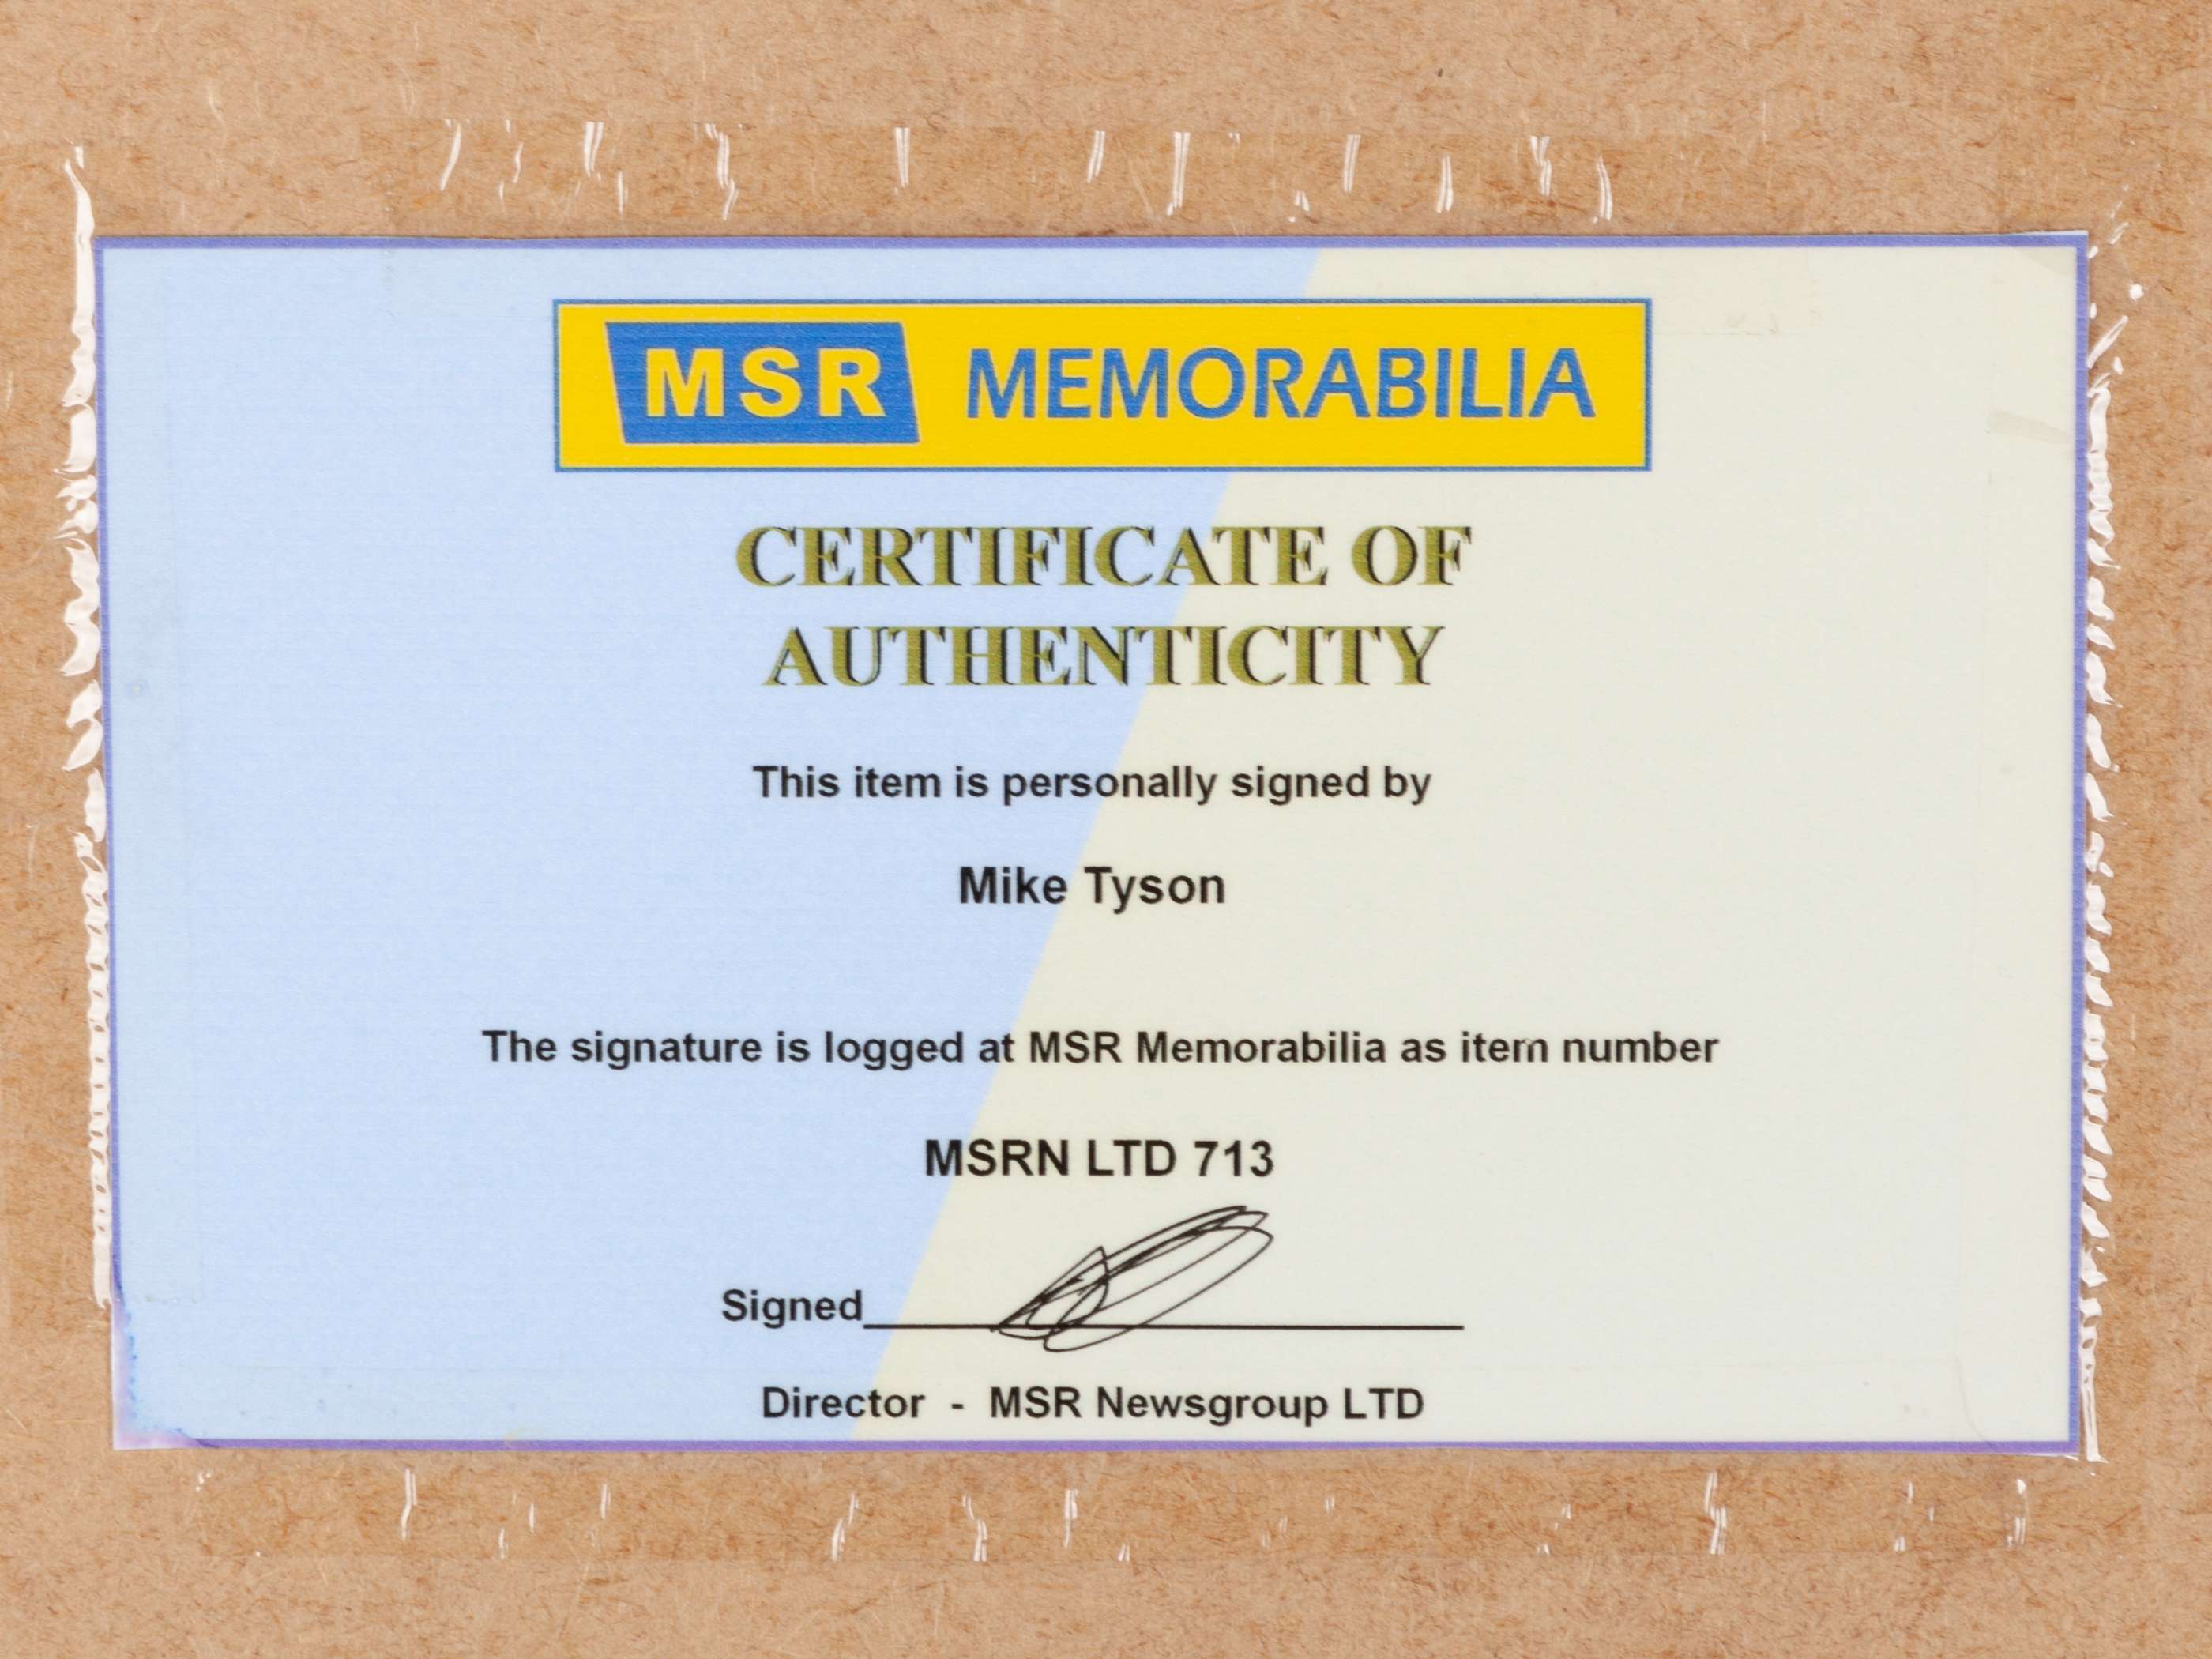 MSR MEMORABILIA
CERTIFICATE OF
AUTHENTICITY
This item is personally signed by
Mike Tyson
The signature is logged at MSR Memorabilia as item number
MSRN LTD 713
Signed
Director - MSR Newsgroup LTD